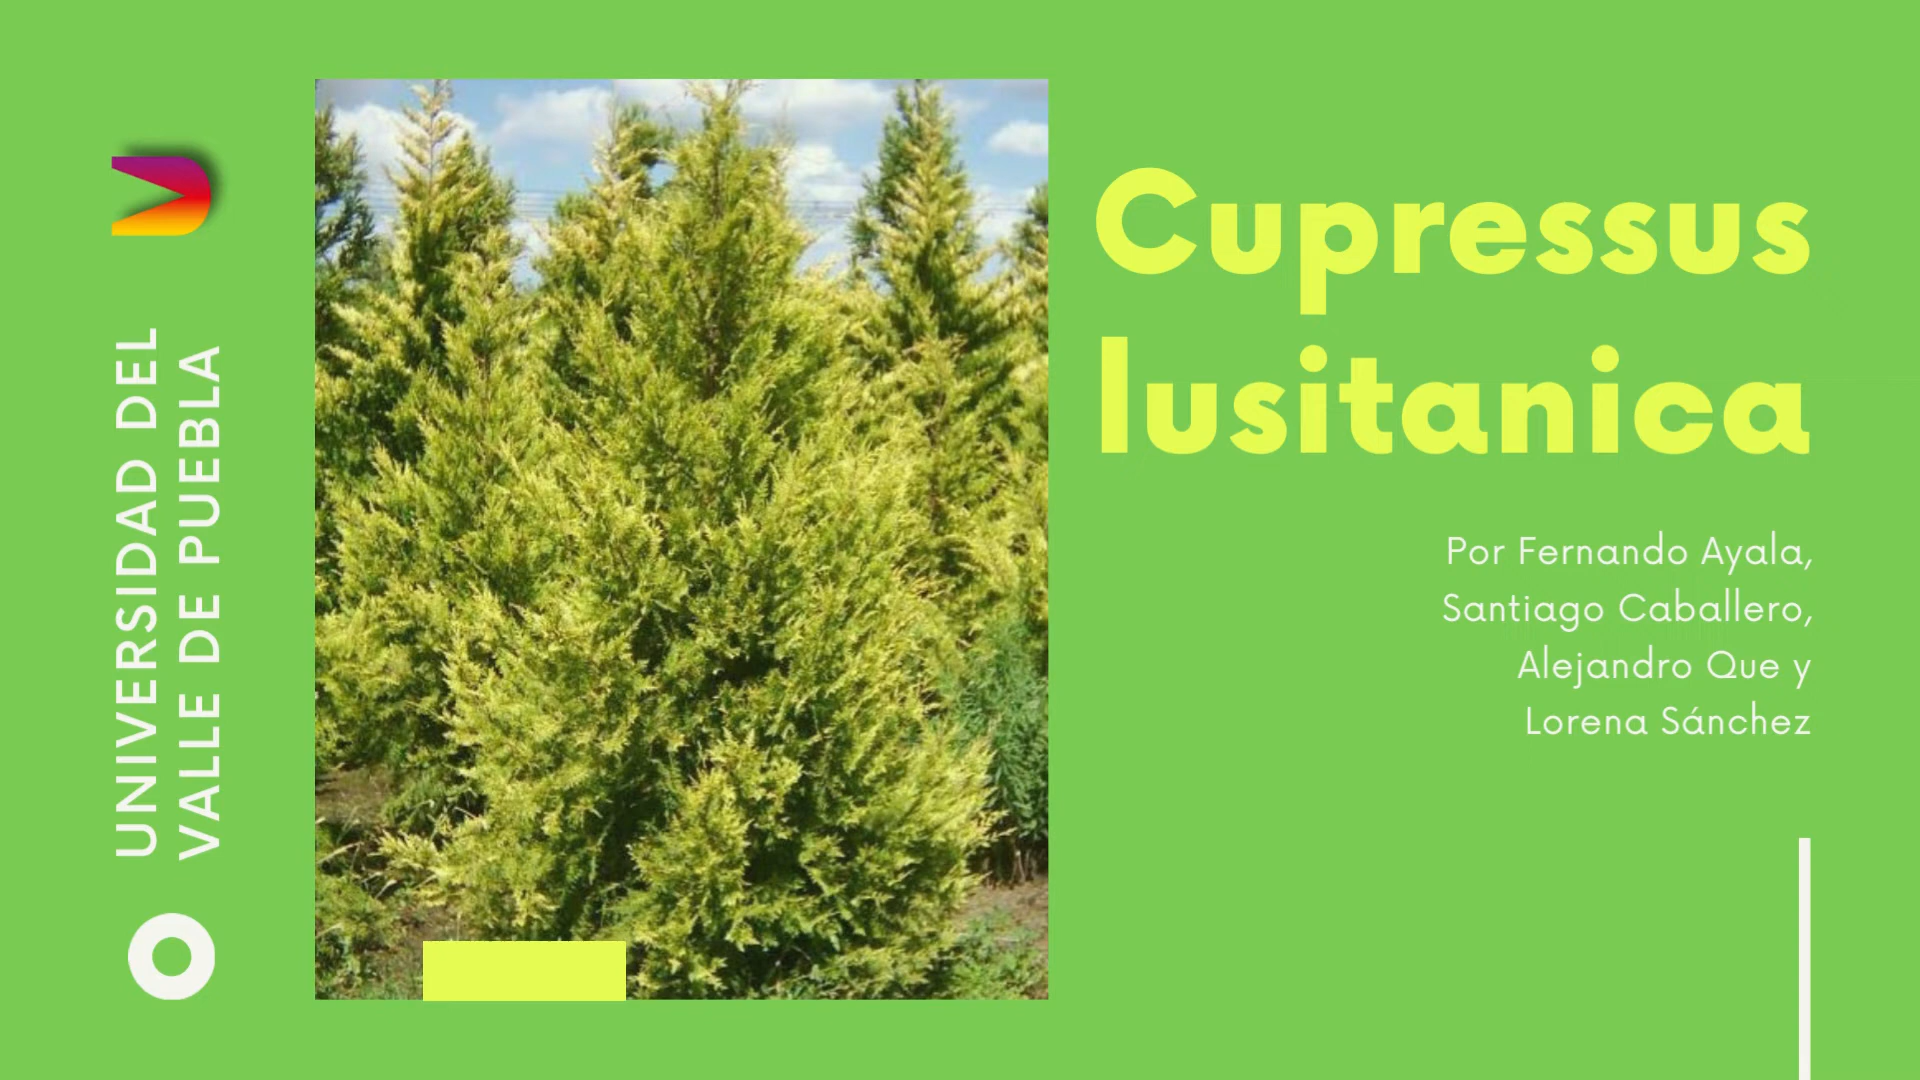 UNIVERSIDAD DEL
VALLE DE PUEBLA
Cupressus
lusitanica
Por Fernando Ayala,
Santiago Caballero,
Alejandro Que y
Lorena Sánchez